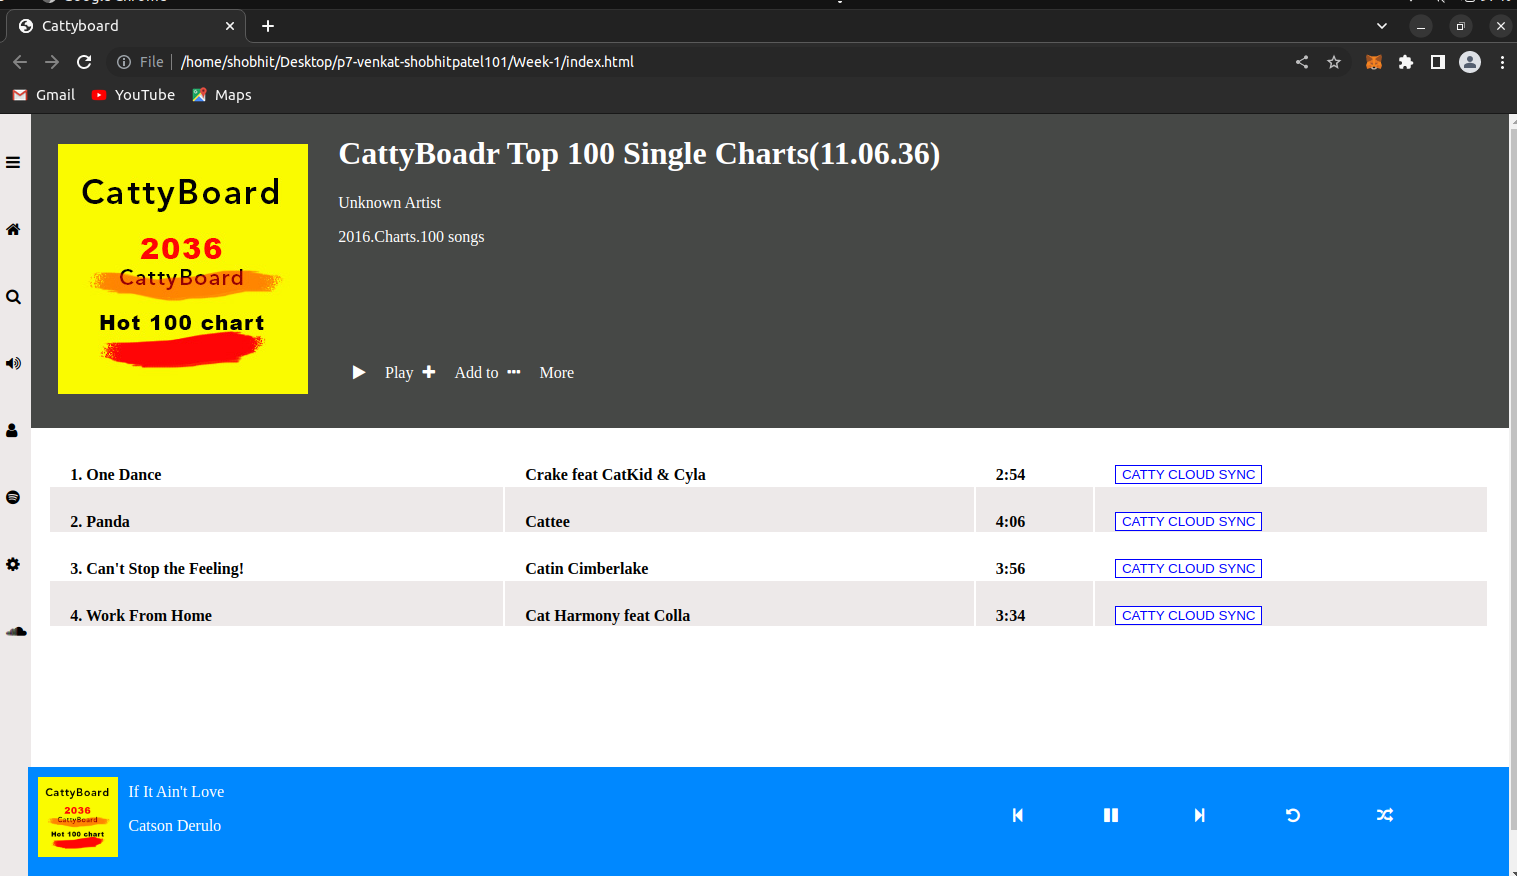 Cattyboard
File
/home/shobhit/Desktop/p7-venkat-shobhitpatel101/Week-1/index.html
Gmail YouTube Maps
CattyBoard
2036
CattyBoard
Hot 100 chart
CattyBoadr Top 100 Single Charts(11.06.36)
Unknown Artist
2016.Charts.100 songs
Play Add to More
1. One Dance Crake feat CatKid & Cyla 2:54 CATTY CLOUD SYNC
2. Panda Cattee 4:06 CATTY CLOUD SYNC
3. Can't Stop the Feeling! Catin Cimberlake 3:56 CATTY CLOUD SYNC
4. Work From Home Cat Harmony feat Colla 3:34 CATTY CLOUD SYNC
CattyBoard
2036
CattyBoard
Hot 100 chart
If It Ain't Love
Catson Derulo